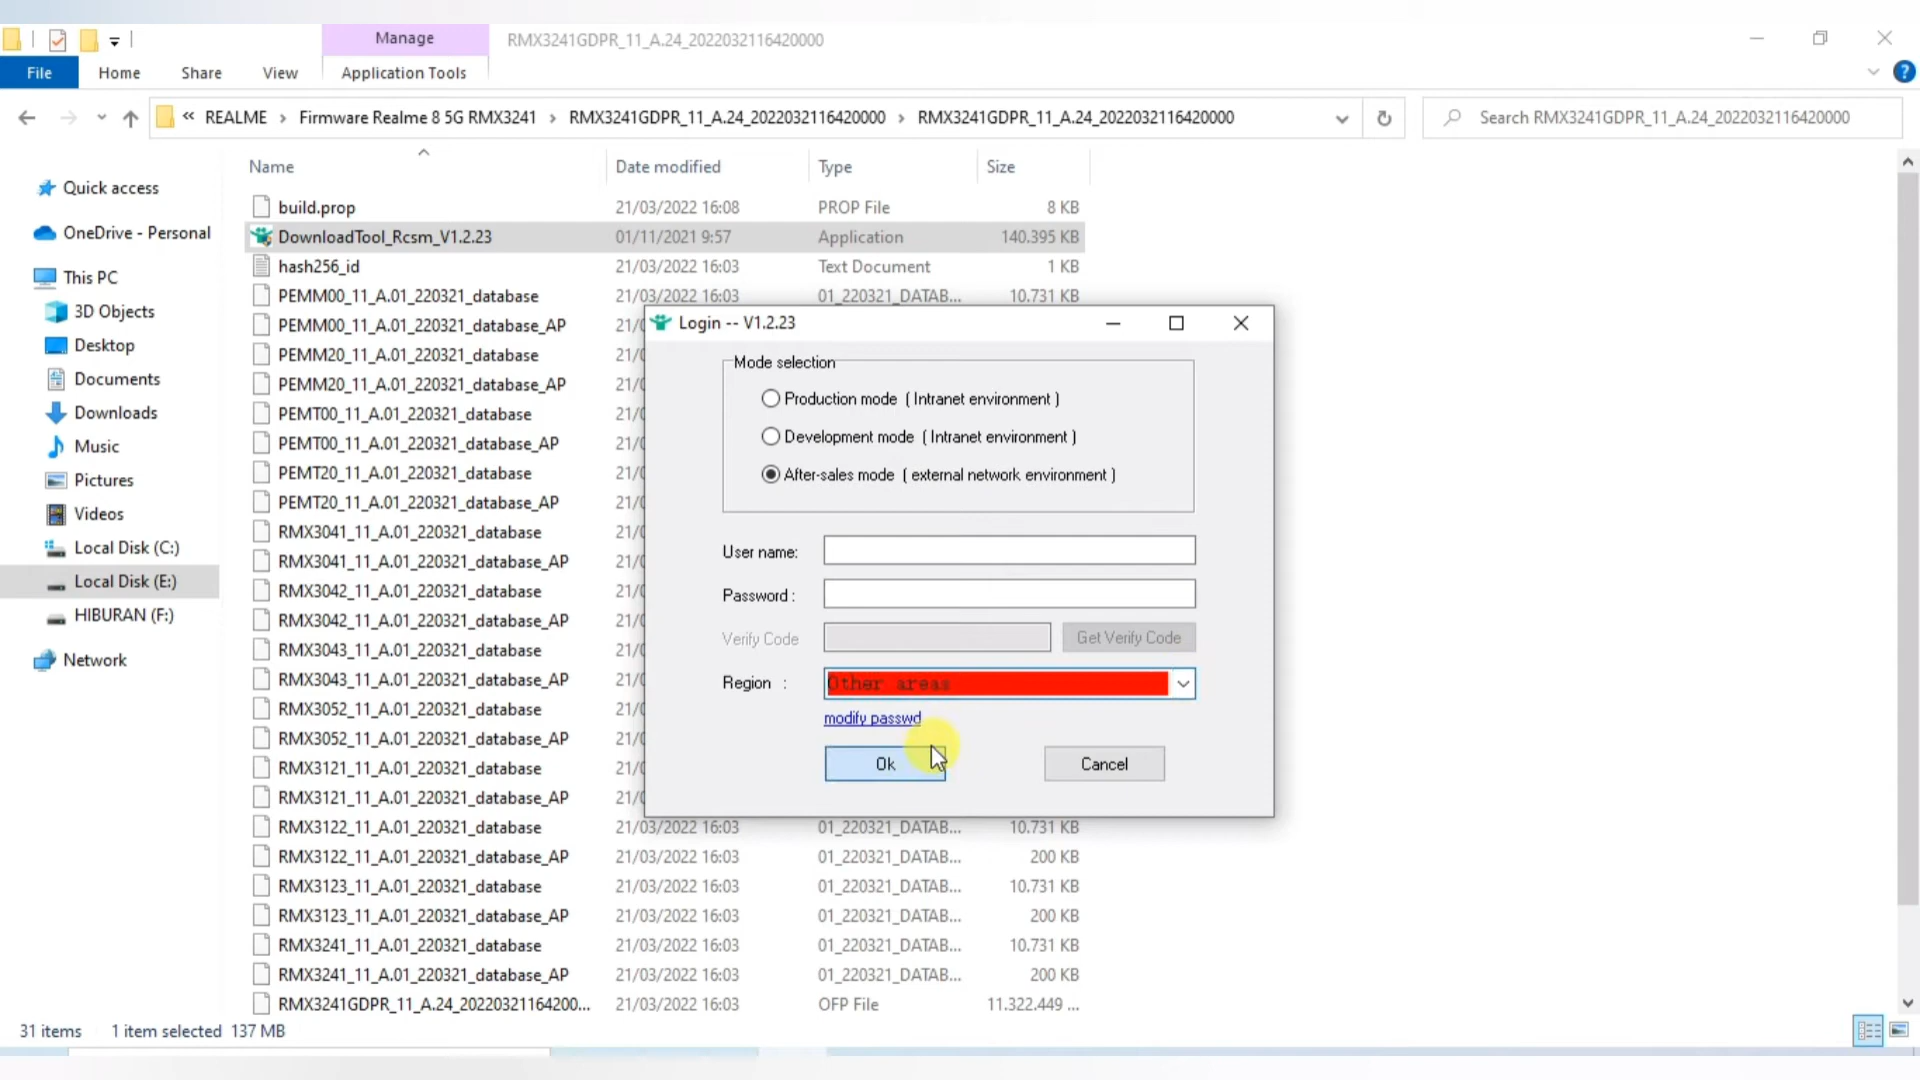 Manage
RMX3241GDPR_11_A.24_2022032116420000
File Home Share View Application Tools
« REALME › Firmware Realme 8 5G RMX3241 › RMX3241GDPR_11_A.24_2022032116420000 › RMX3241GDPR_11_A.24_2022032116420000
Search RMX3241GDPR_11_A.24_2022032116420000
Quick access
OneDrive - Personal
This PC
3D Objects
Desktop
Documents
Downloads
Music
Pictures
Videos
Local Disk (C:)
Local Disk (E:)
HIBURAN (F:)
Network
Name Date modified Type Size
build.prop 21/03/2022 16:08 PROP File 8 KB
DownloadTool_Rcsm_V1.2.23 01/11/2021 9:57 Application 140.395 KB
hash256_id 21/03/2022 16:03 Text Document 1 KB
PEMM00_11_A.01_220321_database 21/03/2022 16:03 01_220321_DATAB... 10.731 KB
PEMM00_11_A.01_220321_database_AP
PEMM20_11_A.01_220321_database
PEMM20_11_A.01_220321_database_AP
PEMT00_11_A.01_220321_database
PEMT00_11_A.01_220321_database_AP
PEMT20_11_A.01_220321_database
PEMT20_11_A.01_220321_database_AP
RMX3041_11_A.01_220321_database
RMX3041_11_A.01_220321_database_AP
RMX3042_11_A.01_220321_database
RMX3042_11_A.01_220321_database_AP
RMX3043_11_A.01_220321_database
RMX3043_11_A.01_220321_database_AP
RMX3052_11_A.01_220321_database
RMX3052_11_A.01_220321_database_AP
RMX3121_11_A.01_220321_database
RMX3121_11_A.01_220321_database_AP
RMX3122_11_A.01_220321_database 21/03/2022 16:03 01_220321_DATAB... 10.731 KB
RMX3122_11_A.01_220321_database_AP 21/03/2022 16:03 01_220321_DATAB... 200 KB
RMX3123_11_A.01_220321_database 21/03/2022 16:03 01_220321_DATAB... 10.731 KB
RMX3123_11_A.01_220321_database_AP 21/03/2022 16:03 01_220321_DATAB... 200 KB
RMX3241_11_A.01_220321_database 21/03/2022 16:03 01_220321_DATAB... 10.731 KB
RMX3241_11_A.01_220321_database_AP 21/03/2022 16:03 01_220321_DATAB... 200 KB
RMX3241GDPR_11_A.24_20220321164200... 21/03/2022 16:03 OFP File 11.322.449 ...
Login -- V1.2.23
Mode selection
Production mode ( Intranet environment )
Development mode ( Intranet environment )
After-sales mode ( external network environment )
User name:
Password :
Verify Code Get Verify Code
Region : Other areas
modify passwd
Ok Cancel
31 items 1 item selected 137 MB